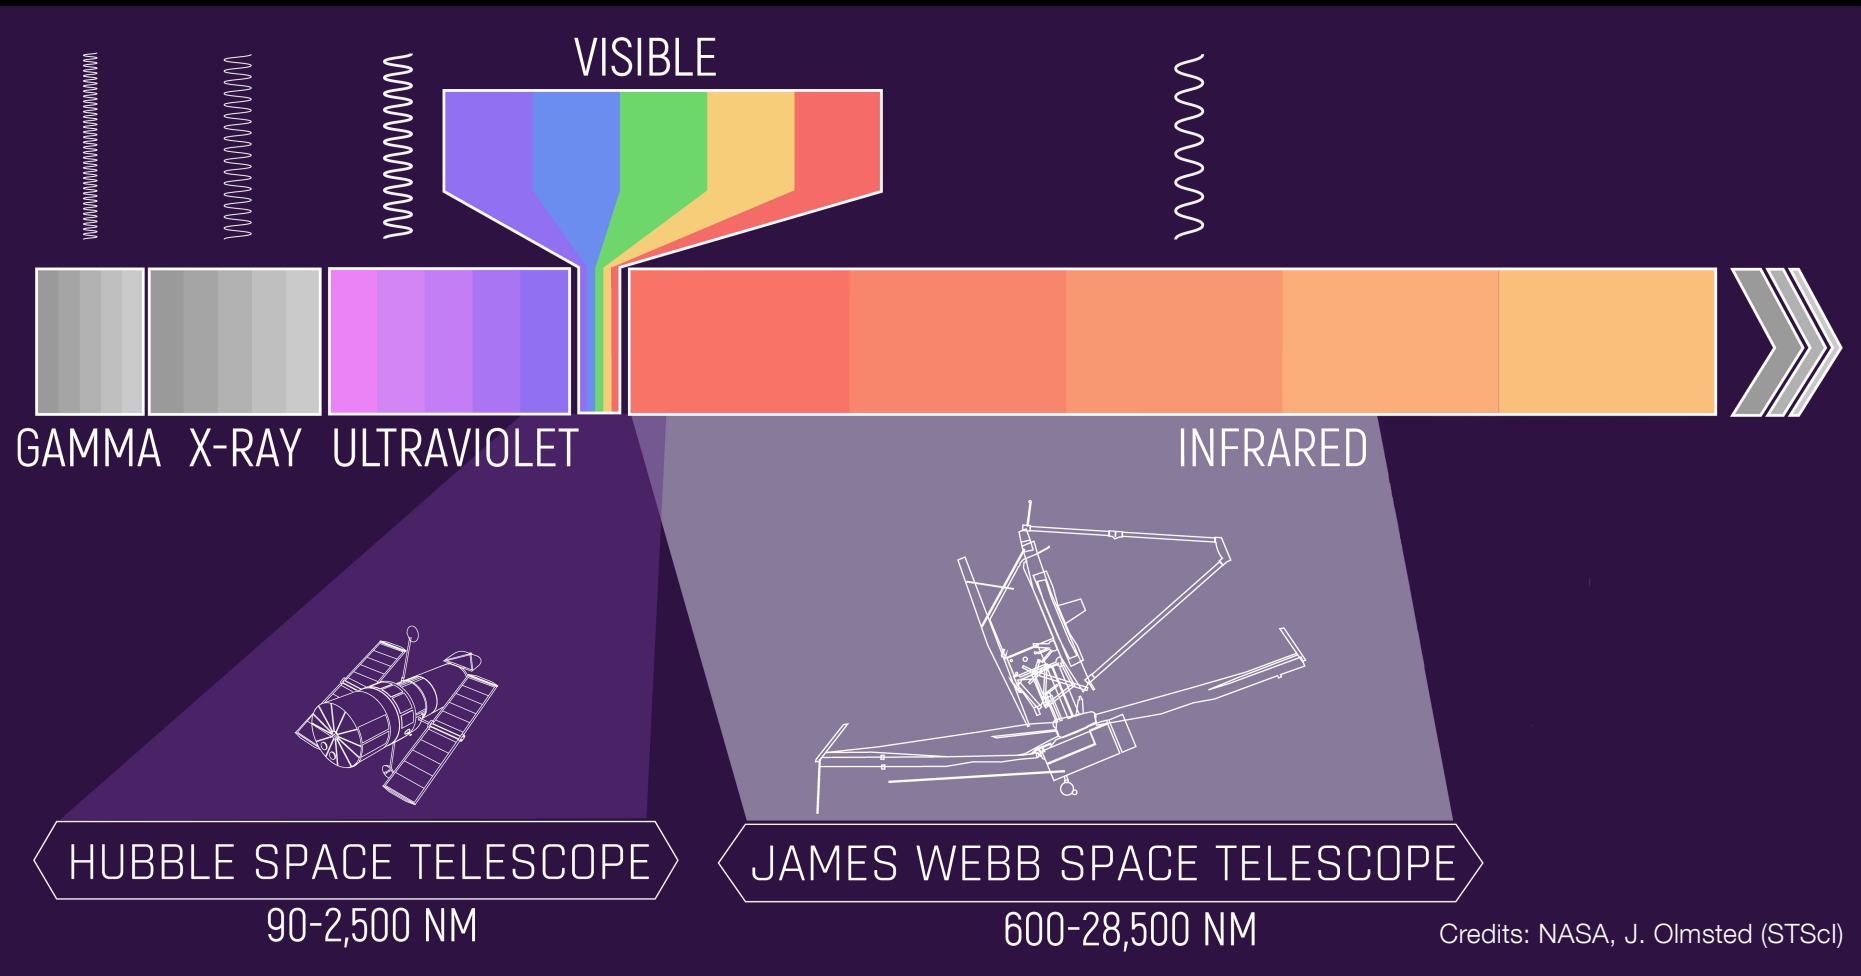 VISIBLE
GAMMA X-RAY ULTRAVIOLET INFRARED
HUBBLE SPACE TELESCOPE
90-2,500 NM
JAMES WEBB SPACE TELESCOPE
600-28,500 NM
Credits: NASA, J. Olmsted (STScI)